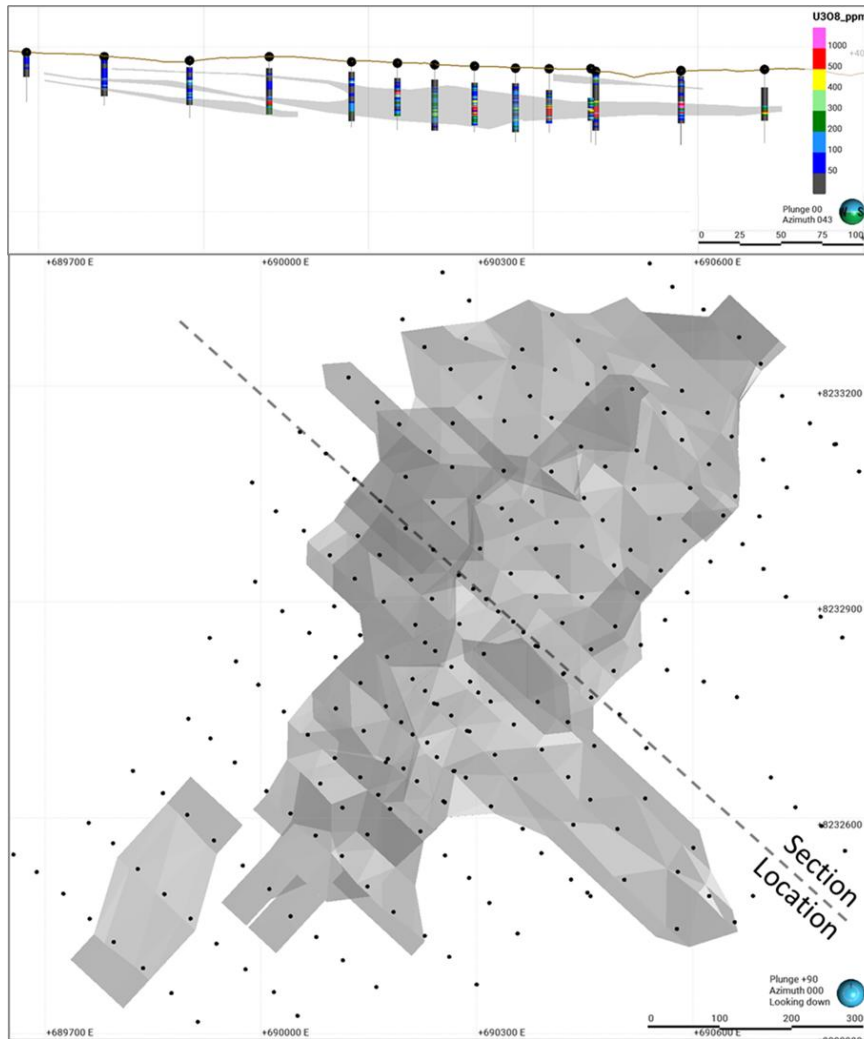 U3O8_ppm
1000
500
400
300
200
100
50
+40
Plunge 00
Azimuth 043
0 25 50 75 100
+689700 E +690000 E +690300 E +690600 E
+8233200
+8232900
+8232600
Section
Location
Plunge +90
Azimuth 000
Looking down
0 100 200 300
+689700 E +690000 E +690300 E +690600 E